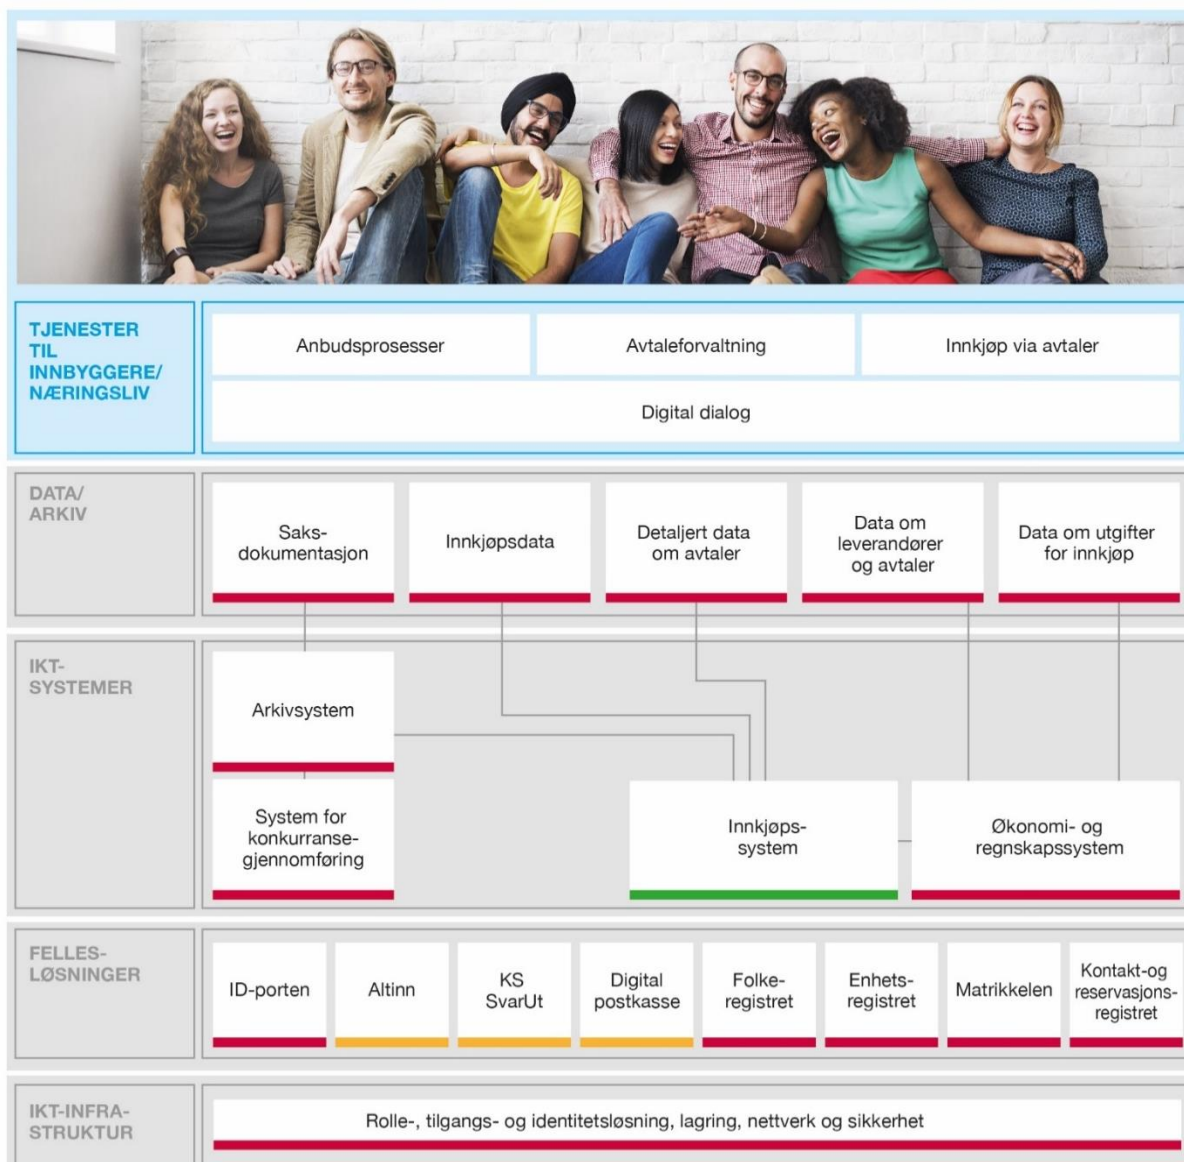 TJENESTER
TIL
INNBYGGERE/
NÆRINGSLIV
Anbudsprosesser
Avtaleforvaltning
Innkjøp via avtaler
Digital dialog
DATA/
ARKIV
Saks-
dokumentasjon
Innkjøpsdata
Detaljert data
om avtaler
Data om
leverandører
og avtaler
Data om utgifter
for innkjøp
IKT-
SYSTEMER
Arkivsystem
System for
konkurranse-
gjennomføring
Innkjøps-
system
Økonomi- og
regnskapssystem
FELLES-
LØSNINGER
ID-porten
Altinn
KS
SvarUt
Digital
postkasse
Folke-
registret
Enhets-
registret
Matrikkelen
Kontakt-og
reservasjons-
registret
IKT-INFRA-
STRUKTUR
Rolle-, tilgangs- og identitetsløsning, lagring, nettverk og sikkerhet